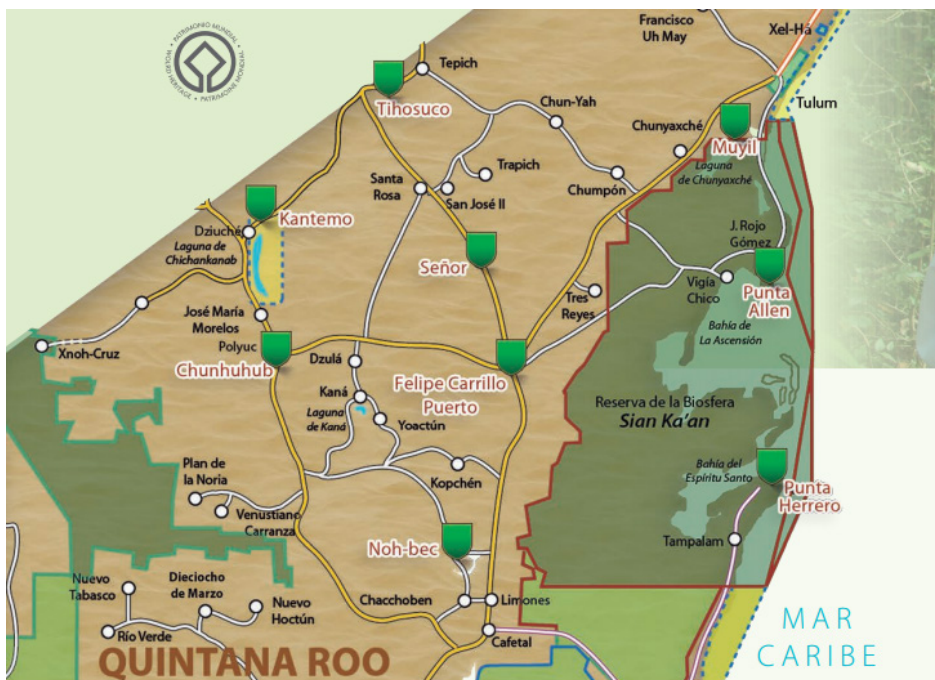 PATRIMONIO MUNDIAL • WORLD HERITAGE • PATRIMOINE MONDIAL
Francisco
Uh May
Xel-Há
Tepich
Tihosuco
Chun-Yah
Tulum
Chunyaxché
Muyil
Laguna
de Chunyaxché
Trapich
Santa
Rosa
San José II
Chumpón
Kantemo
Dziuché
Laguna de
Chichankanab
Señor
J. Rojo
Gómez
Vigía
Chico
Punta
Allen
Tres
Reyes
José María
Morelos
Polyuc
Chunhuhub
Xnoh-Cruz
Dzulá
Felipe Carrillo
Puerto
Bahía de
La Ascensión
Kaná
Laguna
de Kaná
Yoactún
Reserva de la Biosfera
Sian Ka'an
Plan de
la Noria
Kopchén
Bahía del
Espíritu Santo
Punta
Herrero
Venustiano
Carranza
Noh-bec
Tampalam
Nuevo
Tabasco
Dieciocho
de Marzo
Nuevo
Hoctún
Chacchoben
Limones
Río Verde
Cafetal
QUINTANA ROO
MAR
CARIBE